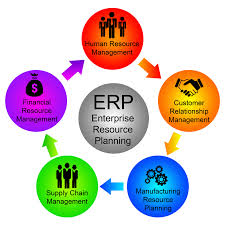 Human Resource
Management
Financial
Resource
Management
Customer
Relationship
Management
ERP
Enterprise
Resource
Planning
Supply Chain
Management
Manufacturing
Resource
Planning